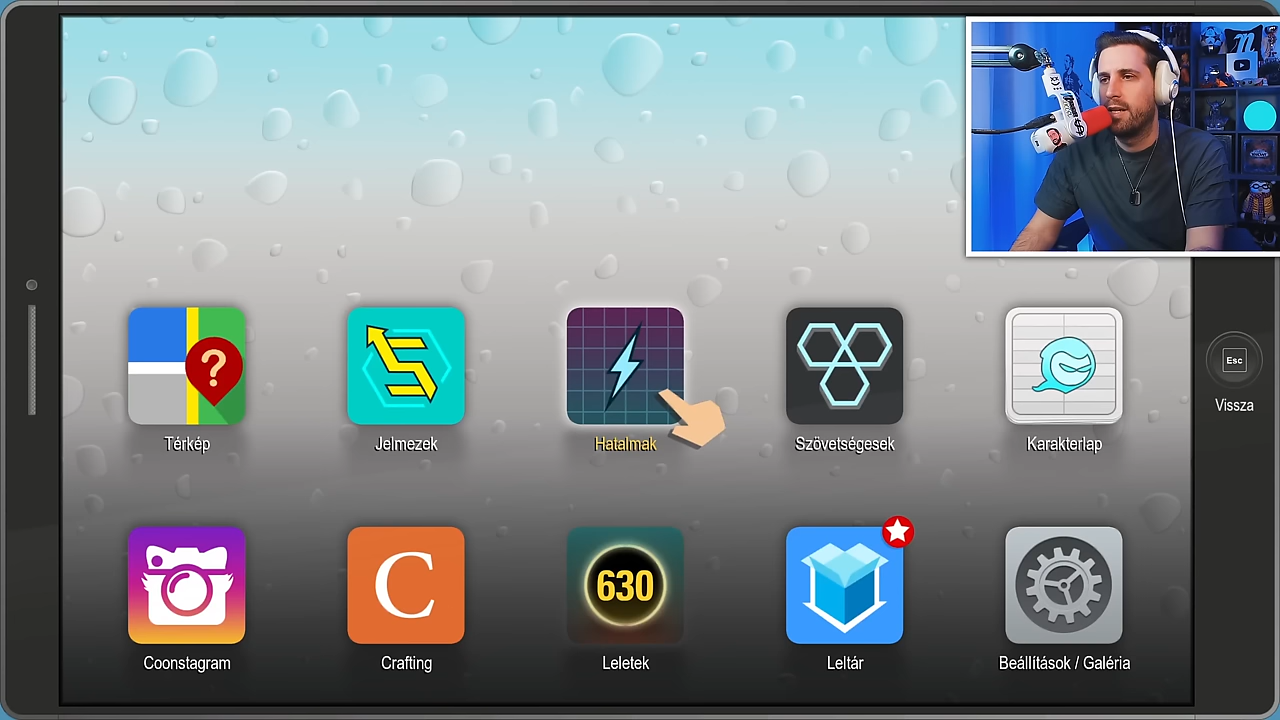 Térkép
Jelmezek
Hatalmak
Szövetségesek
Karakterlap
Esc
Vissza
C
630
Coonstagram
Crafting
Leletek
Leltár
Beállítások / Galéria